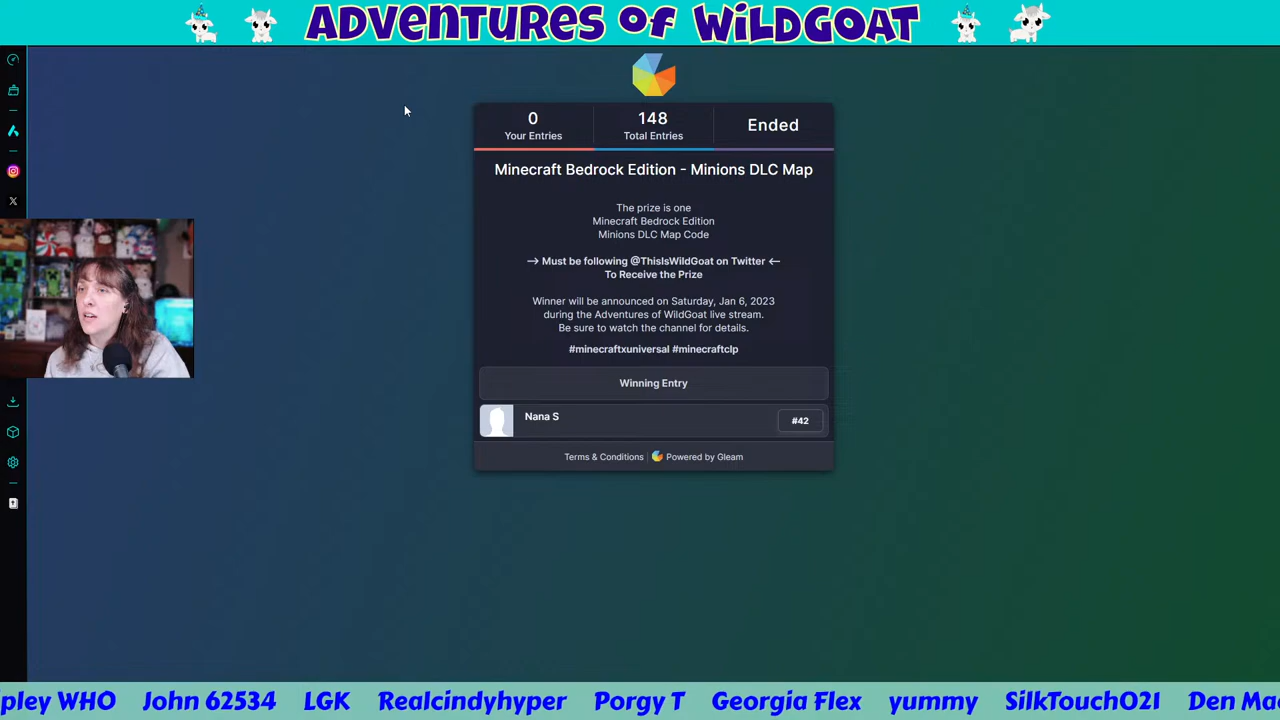 ADVENTURES OF WiLDGOAT
0
Your Entries
148
Total Entries
Ended
Minecraft Bedrock Edition - Minions DLC Map
The prize is one
Minecraft Bedrock Edition
Minions DLC Map Code
--> Must be following @ThisIsWildGoat on Twitter <--
To Receive the Prize
Winner will be announced on Saturday, Jan 6, 2023
during the Adventures of WildGoat live stream.
Be sure to watch the channel for details.
#minecraftxuniversal #minecraftclp
Winning Entry
Nana S
#42
Terms & Conditions | Powered by Gleam
pley WHO John 62534 LGK Realcindyhyper Porgy T Georgia Flex yummy SilkTouch021 Den Ma